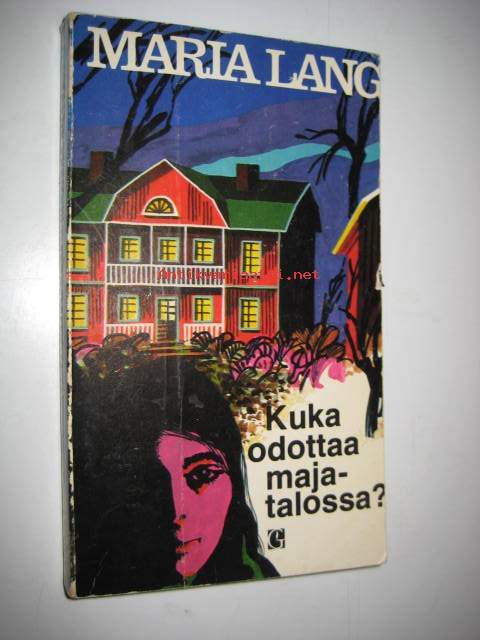 MARIA LANG
Kuka
odottaa
maja-
talossa?
G